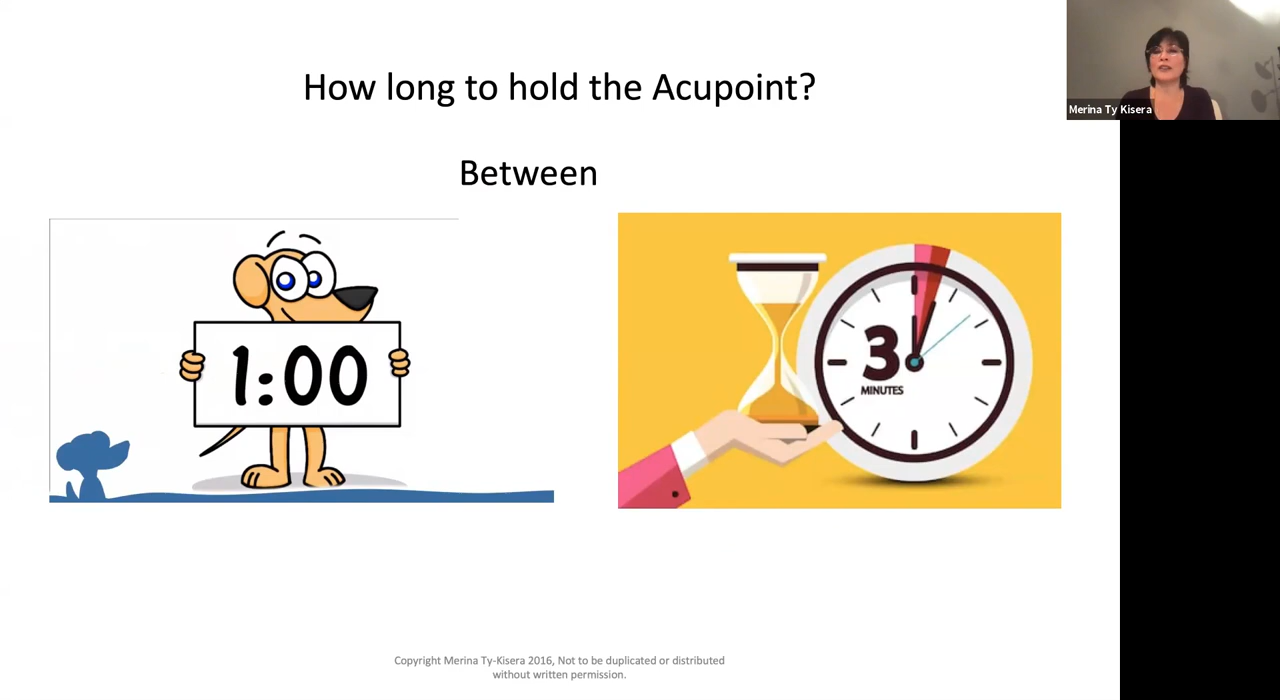 How long to hold the Acupoint?
Merina Ty Kisera
Between
1:00
3
MINUTES
Copyright Merina Ty-Kisera 2016, Not to be duplicated or distributed
without written permission.